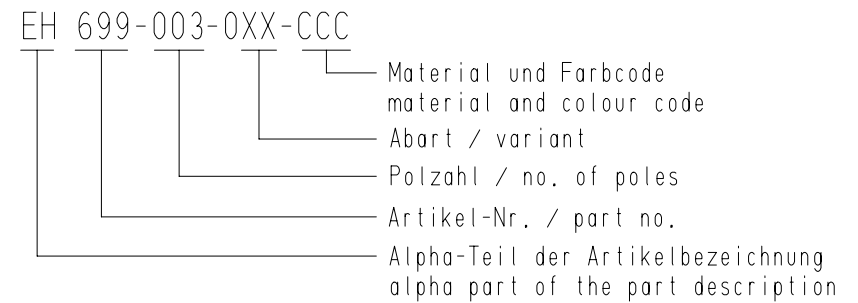 EH 699-003-0XX-CCC
Material und Farbcode
material and colour code
Abart / variant
Polzahl / no. of poles
Artikel-Nr. / part no.
Alpha-Teil der Artikelbezeichnung
alpha part of the part description